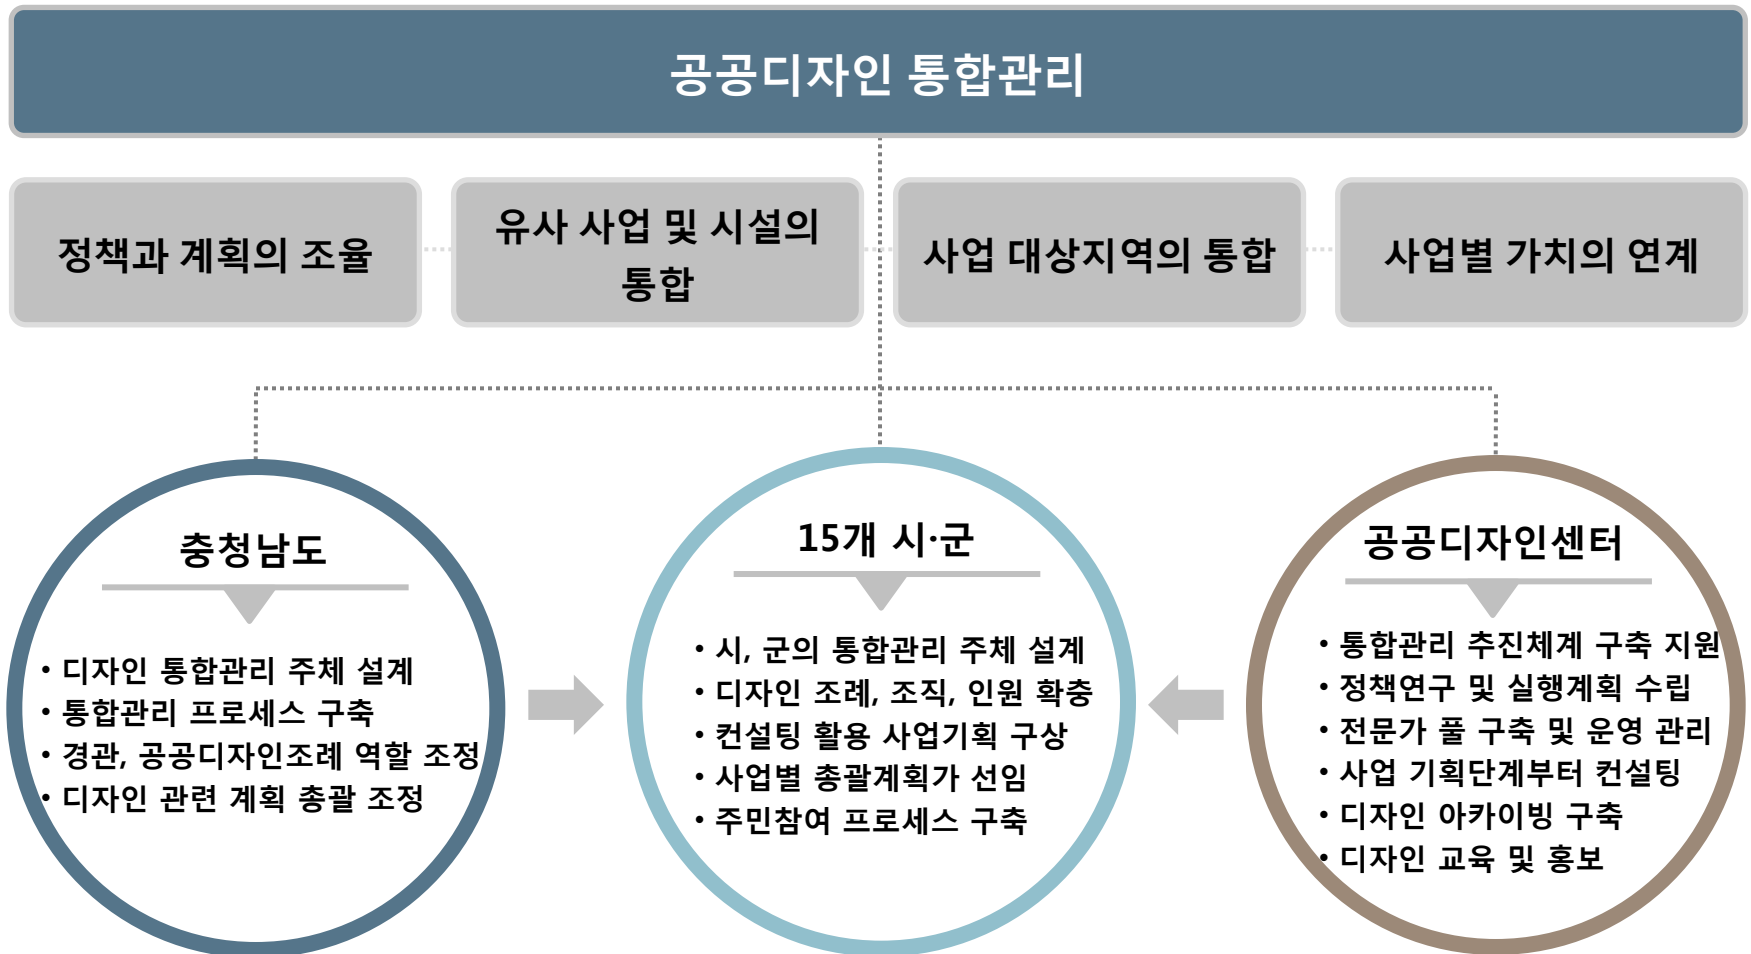 공공디자인 통합관리
정책과 계획의 조율
유사 사업 및 시설의
통합
사업 대상지역의 통합
사업별 가치의 연계
충청남도
• 디자인 통합관리 주체 설계
• 통합관리 프로세스 구축
• 경관, 공공디자인조례 역할 조정
• 디자인 관련 계획 총괄 조정
15개 시·군
• 시, 군의 통합관리 주체 설계
• 디자인 조례, 조직, 인원 확충
• 컨설팅 활용 사업기획 구상
• 사업별 총괄계획가 선임
• 주민참여 프로세스 구축
공공디자인센터
• 통합관리 추진체계 구축 지원
• 정책연구 및 실행계획 수립
• 전문가 풀 구축 및 운영 관리
• 사업 기획단계부터 컨설팅
• 디자인 아카이빙 구축
• 디자인 교육 및 홍보